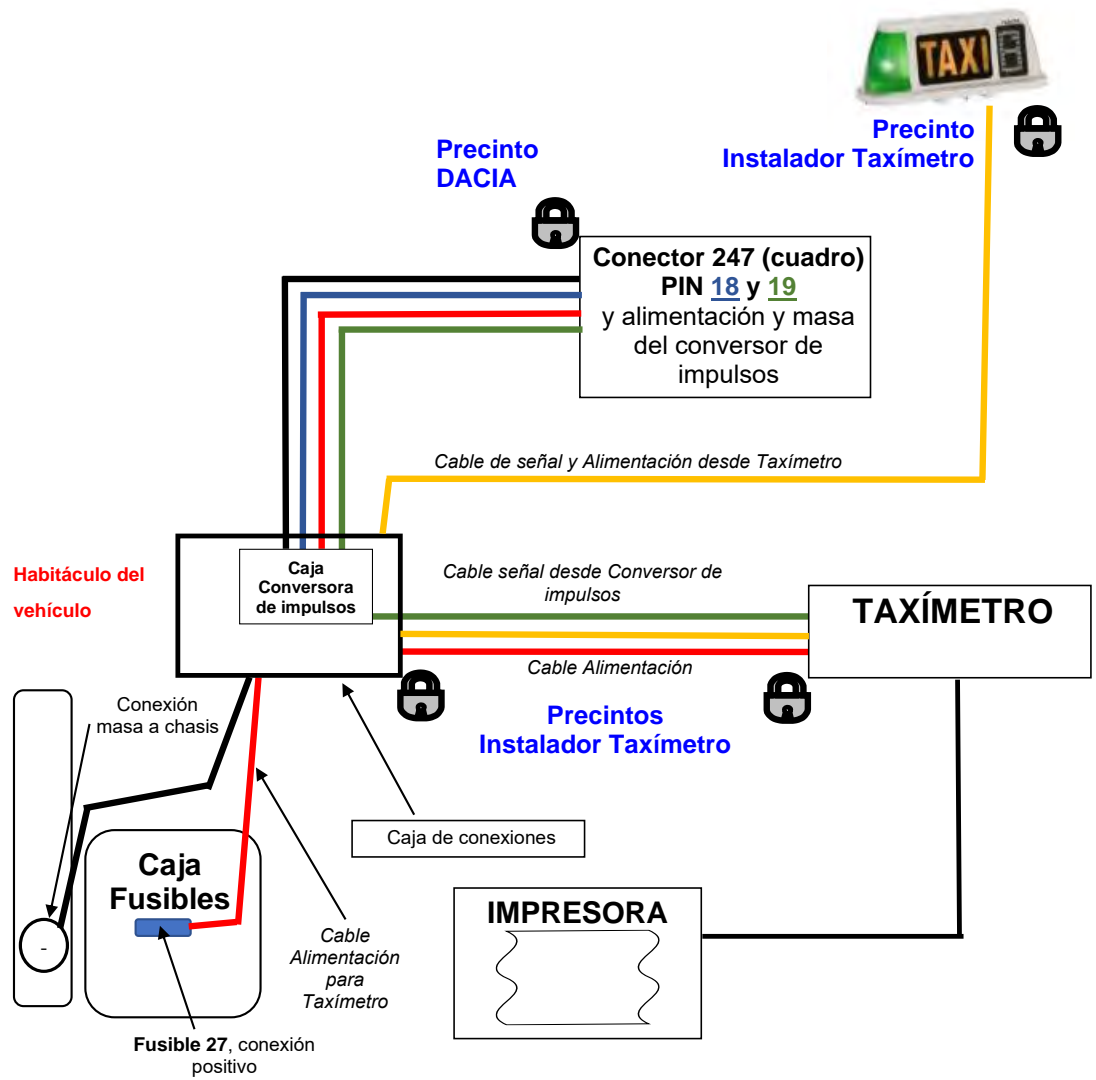 TAXI
Precinto
Instalador Taxímetro
Precinto
DACIA
Conector 247 (cuadro)
PIN 18 y 19
y alimentación y masa
del conversor de
impulsos
Cable de señal y Alimentación desde Taxímetro
Habitáculo del
vehículo
Caja
Conversora
de impulsos
Cable señal desde Conversor de
impulsos
TAXÍMETRO
Cable Alimentación
Precintos
Instalador Taxímetro
Conexión
masa a chasis
Caja de conexiones
Caja
Fusibles
-
Cable
Alimentación
para
Taxímetro
IMPRESORA
Fusible 27, conexión
positivo